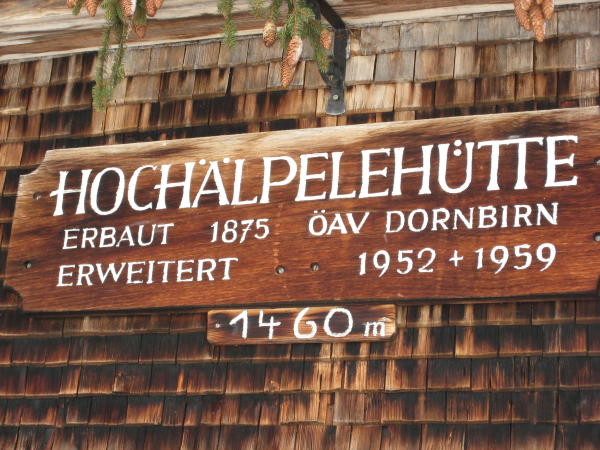 HOCHÄLPELEHÜTTE
ERBAUT 1875 ÖAV DORNBIRN
ERWEITERT 1952 + 1959
1460 m